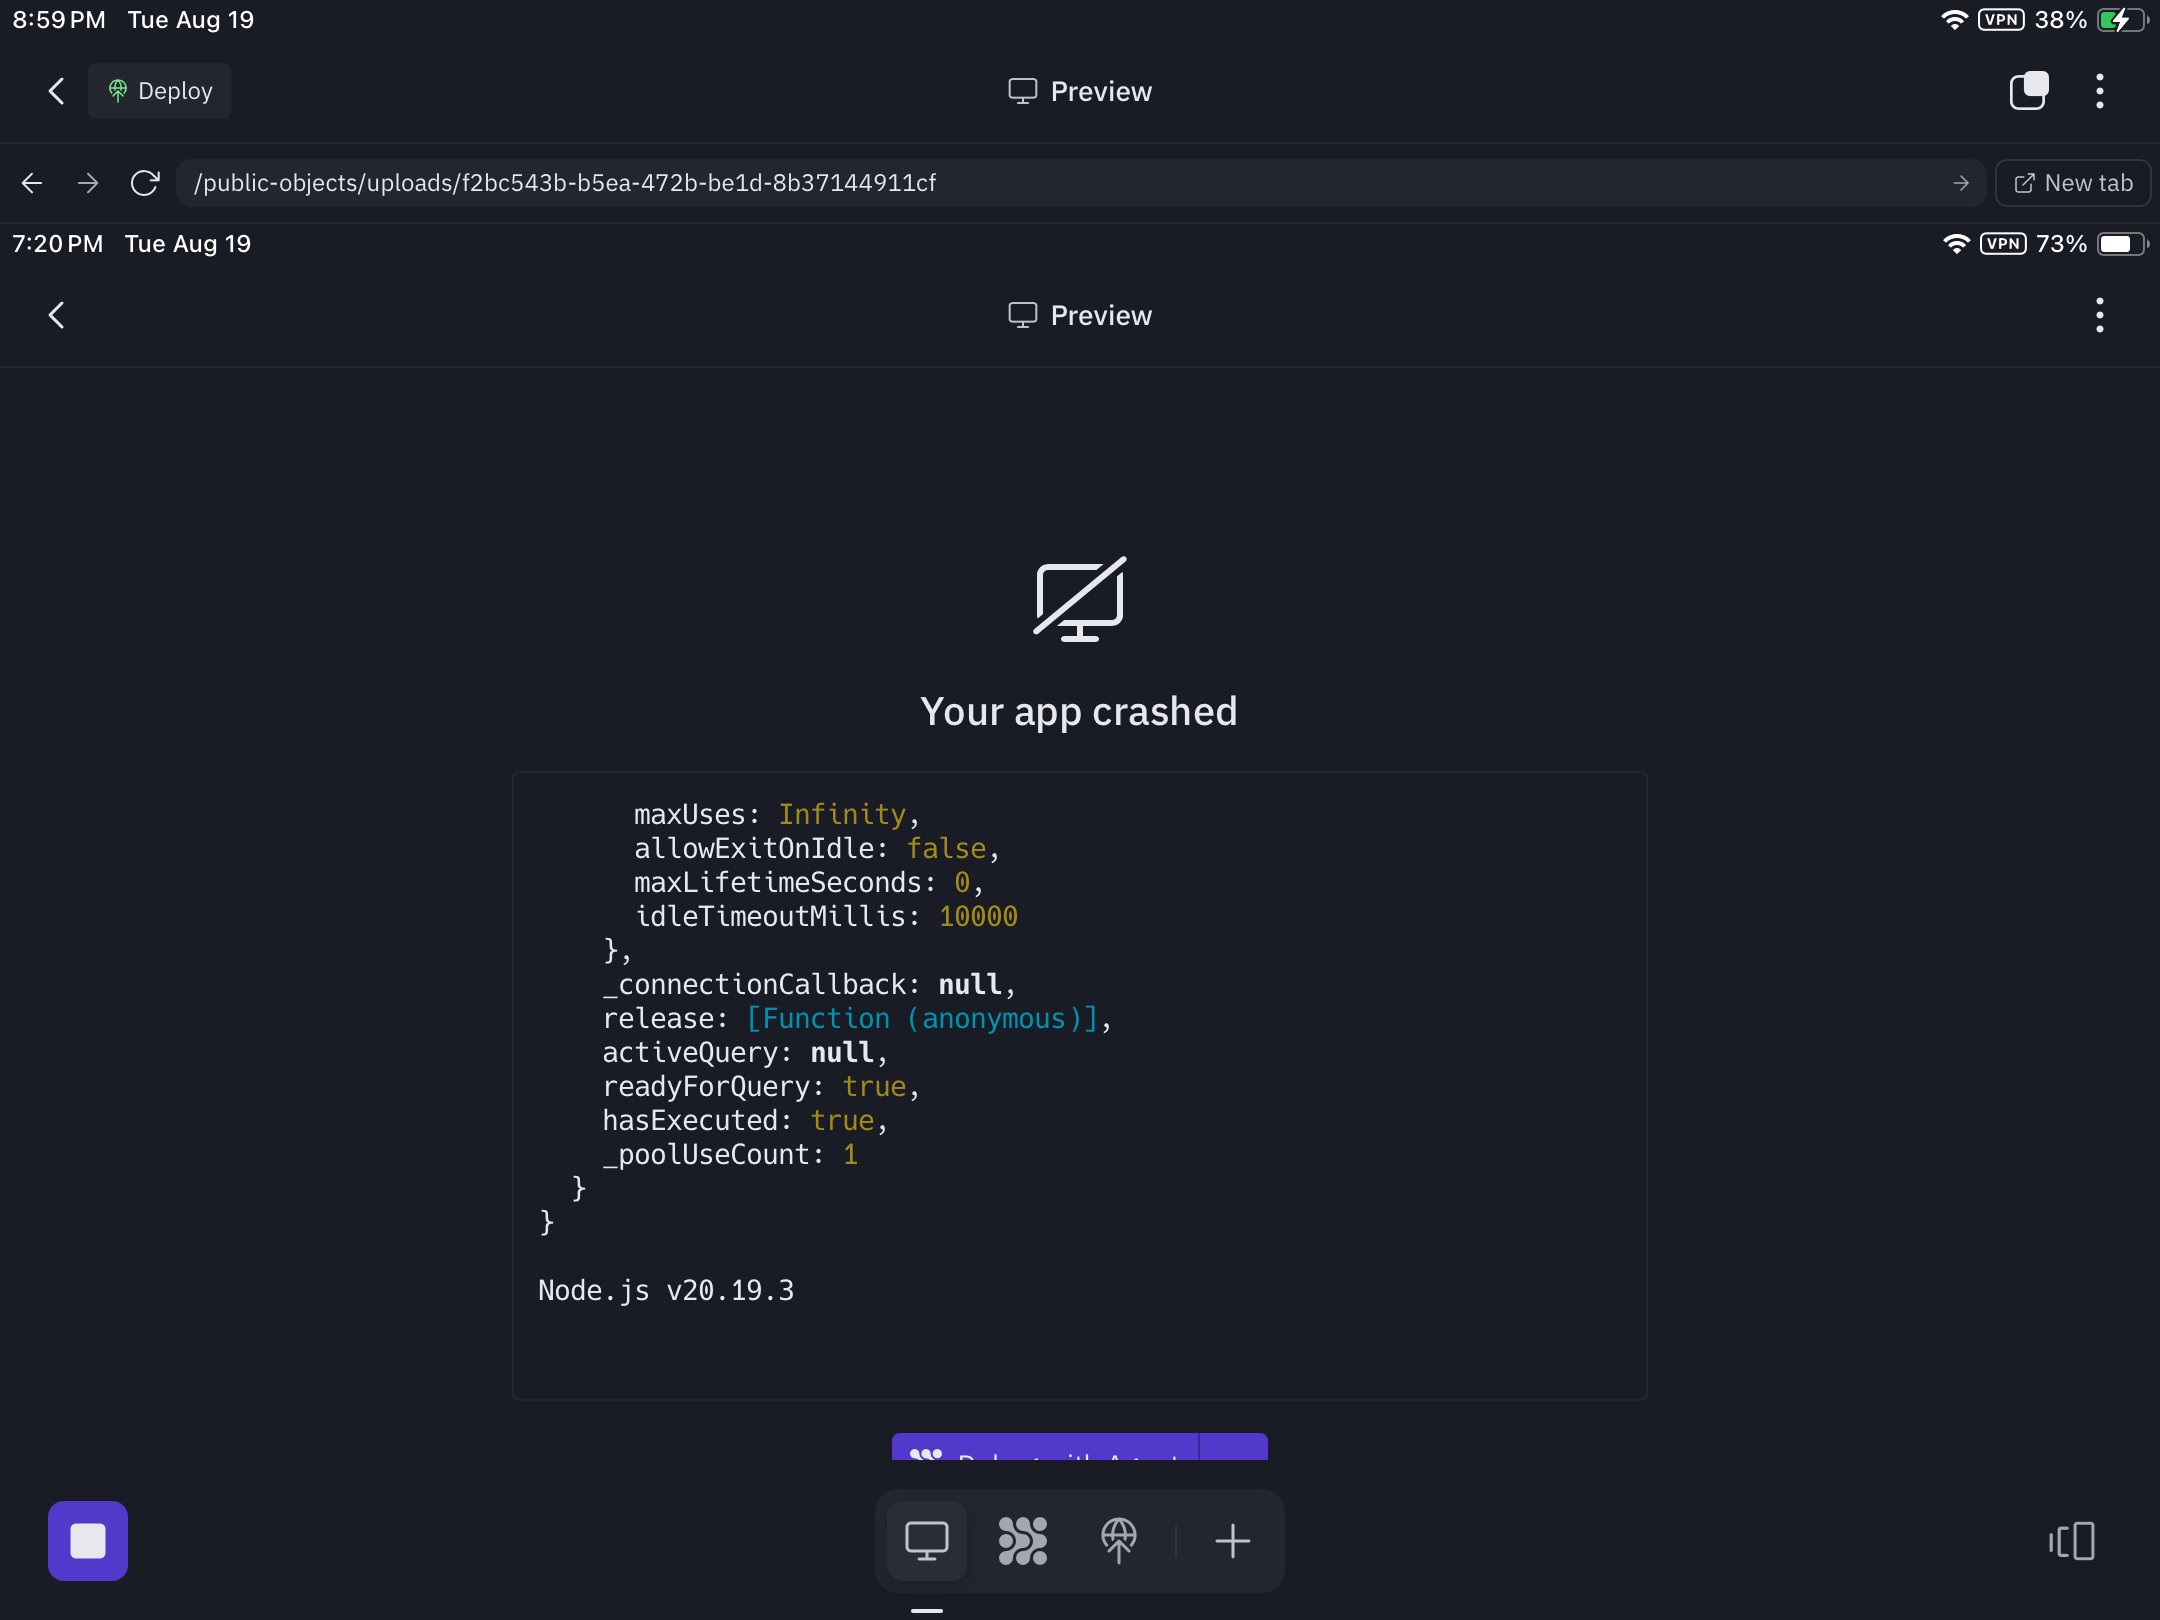 8:59 PM Tue Aug 19 VPN 38%
Deploy Preview
/public-objects/uploads/f2bc543b-b5ea-472b-be1d-8b37144911cf New tab
7:20 PM Tue Aug 19 VPN 73%
Preview
Your app crashed
maxUses: Infinity,
allowExitOnIdle: false,
maxLifetimeSeconds: 0,
idleTimeoutMillis: 10000
},
_connectionCallback: null,
release: [Function (anonymous)],
activeQuery: null,
readyForQuery: true,
hasExecuted: true,
_poolUseCount: 1
}
}
Node.js v20.19.3